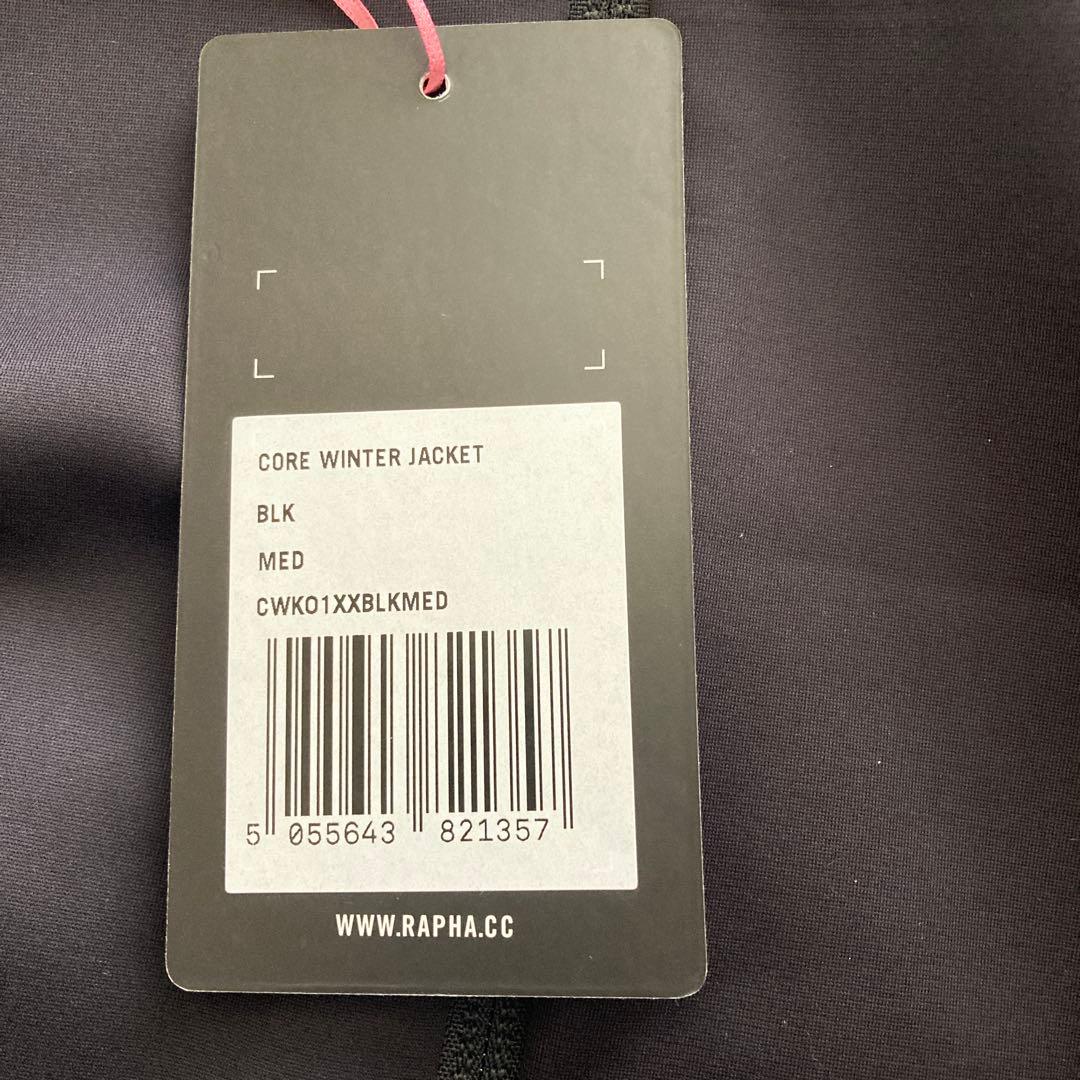 CORE WINTER JACKET
BLK
MED
CWK01XXBLKMED
5 055643 821357
WWW.RAPHA.CC